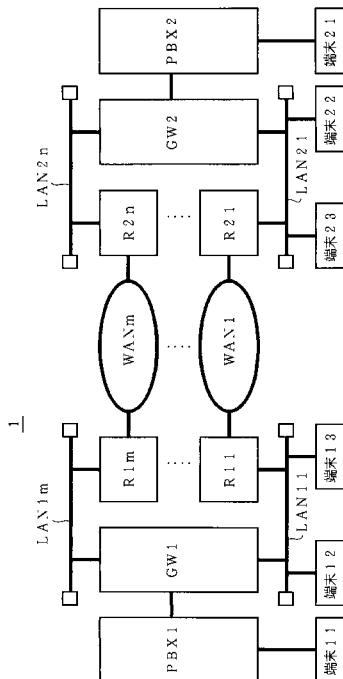 1
LAN1m
LAN2n
PBX1
GW1
R1m
WANm
R2n
GW2
PBX2
R11
WAN1
R21
LAN11
LAN21
端末11
端末12
端末13
端末23
端末22
端末21